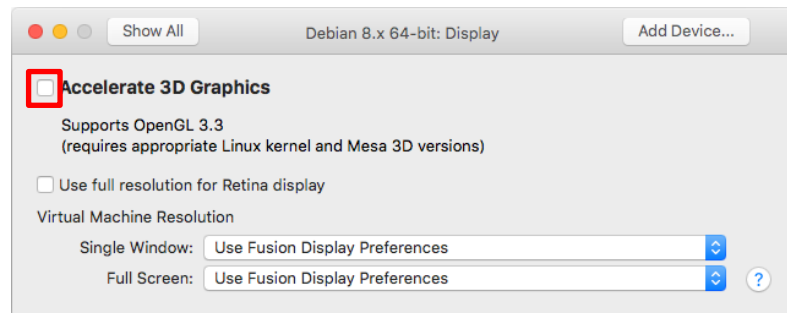 Show All
Debian 8.x 64-bit: Display
Add Device...
Accelerate 3D Graphics
Supports OpenGL 3.3
(requires appropriate Linux kernel and Mesa 3D versions)
Use full resolution for Retina display
Virtual Machine Resolution
Single Window: Use Fusion Display Preferences
Full Screen: Use Fusion Display Preferences
?